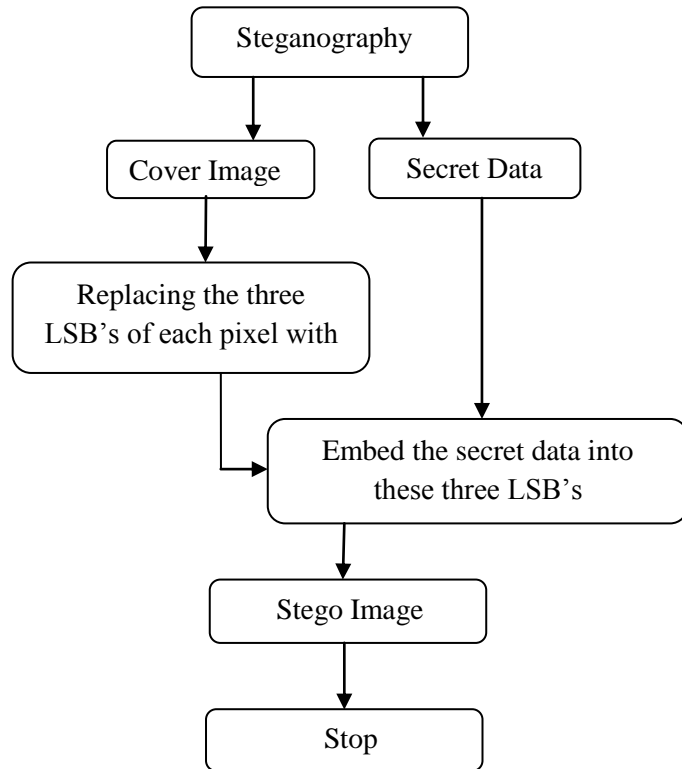 Steganography
Cover Image
Secret Data
Replacing the three
LSB’s of each pixel with
Embed the secret data into
these three LSB’s
Stego Image
Stop